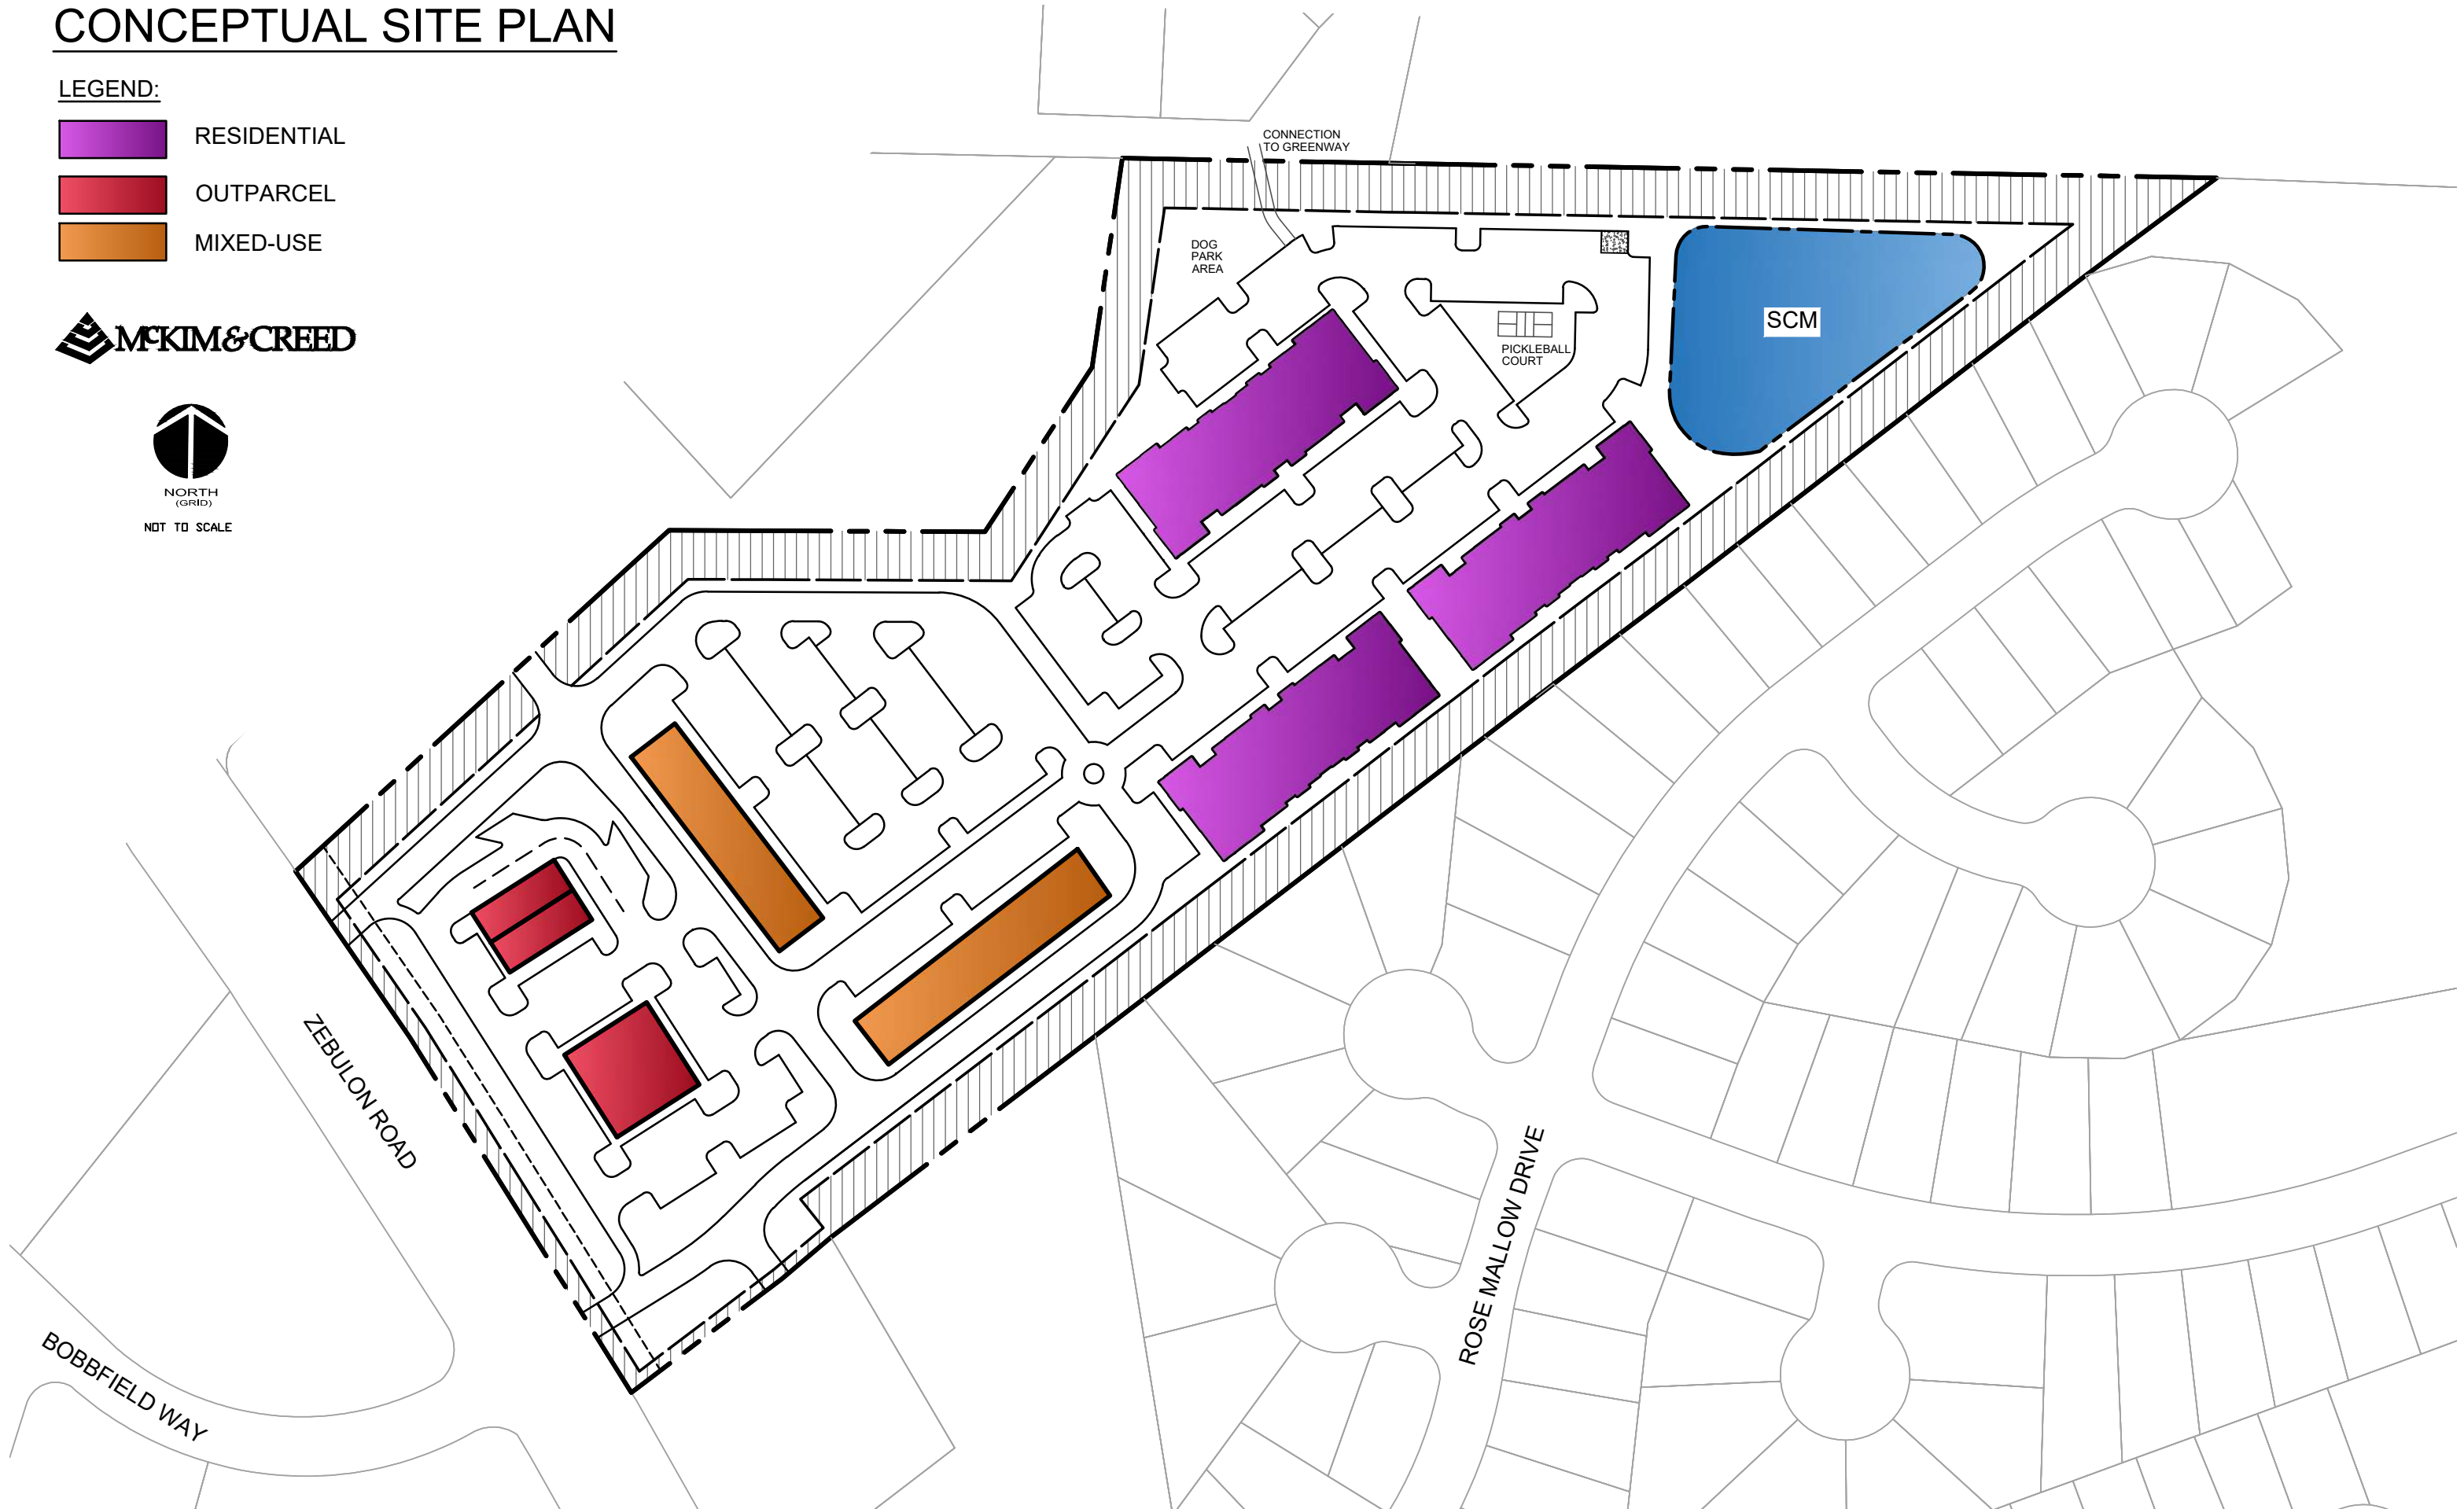 CONCEPTUAL SITE PLAN
LEGEND:
RESIDENTIAL
OUTPARCEL
MIXED-USE
McKIM&CREED
NORTH
(GRID)
NOT TO SCALE
CONNECTION
TO GREENWAY
DOG
PARK
AREA
PICKLEBALL
COURT
SCM
ZEBULON ROAD
BOBBFIELD WAY
ROSE MALLOW DRIVE